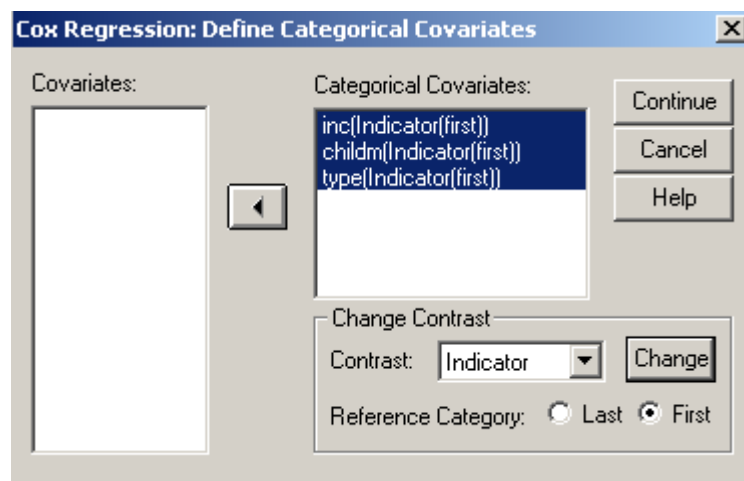 Cox Regression: Define Categorical Covariates
Covariates:
Categorical Covariates:
inc(Indicator(first))
childm(Indicator(first))
type(Indicator(first))
Continue
Cancel
Help
Change Contrast
Contrast: Indicator Change
Reference Category: Last First